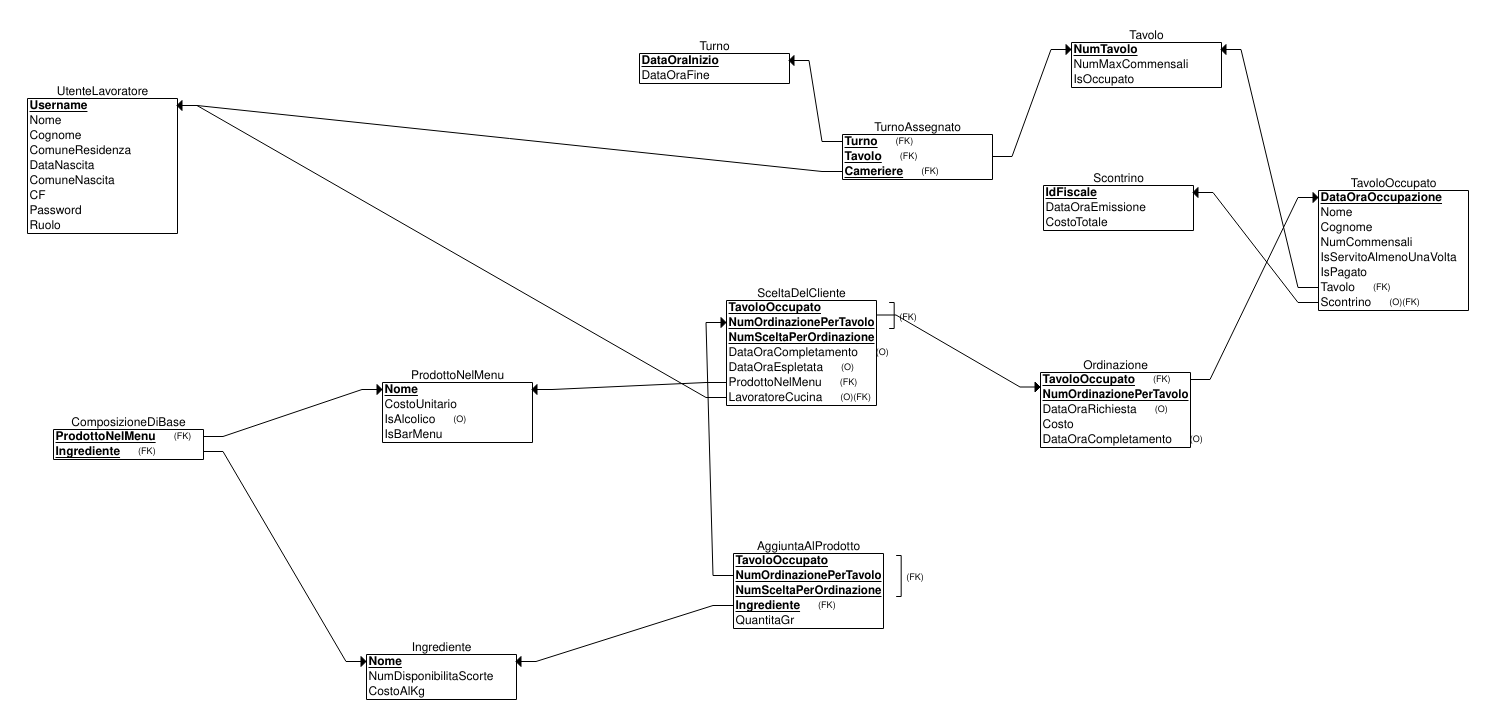 Turno
DataOraInizio
DataOraFine
Tavolo
NumTavolo
NumMaxCommensali
IsOccupato
UtenteLavoratore
Username
Nome
Cognome
ComuneResidenza
DataNascita
ComuneNascita
CF
Password
Ruolo
TurnoAssegnato
Turno (FK)
Tavolo (FK)
Cameriere (FK)
Scontrino
IdFiscale
DataOraEmissione
CostoTotale
TavoloOccupato
DataOraOccupazione
Nome
Cognome
NumCommensali
IsServitoAlmenoUnaVolta
IsPagato
Tavolo (FK)
Scontrino (O)(FK)
SceltaDelCliente
TavoloOccupato
NumOrdinazionePerTavolo (FK)
NumSceltaPerOrdinazione
DataOraCompletamento (O)
DataOraEspletata (O)
ProdottoNelMenu (FK)
LavoratoreCucina (O)(FK)
Ordinazione
TavoloOccupato (FK)
NumOrdinazionePerTavolo
DataOraRichiesta (O)
Costo
DataOraCompletamento (O)
ProdottoNelMenu
Nome
CostoUnitario
IsAlcolico (O)
IsBarMenu
ComposizioneDiBase
ProdottoNelMenu (FK)
Ingrediente (FK)
AggiuntaAlProdotto
TavoloOccupato
NumOrdinazionePerTavolo (FK)
NumSceltaPerOrdinazione
Ingrediente (FK)
QuantitaGr
Ingrediente
Nome
NumDisponibilitaScorte
CostoAlKg